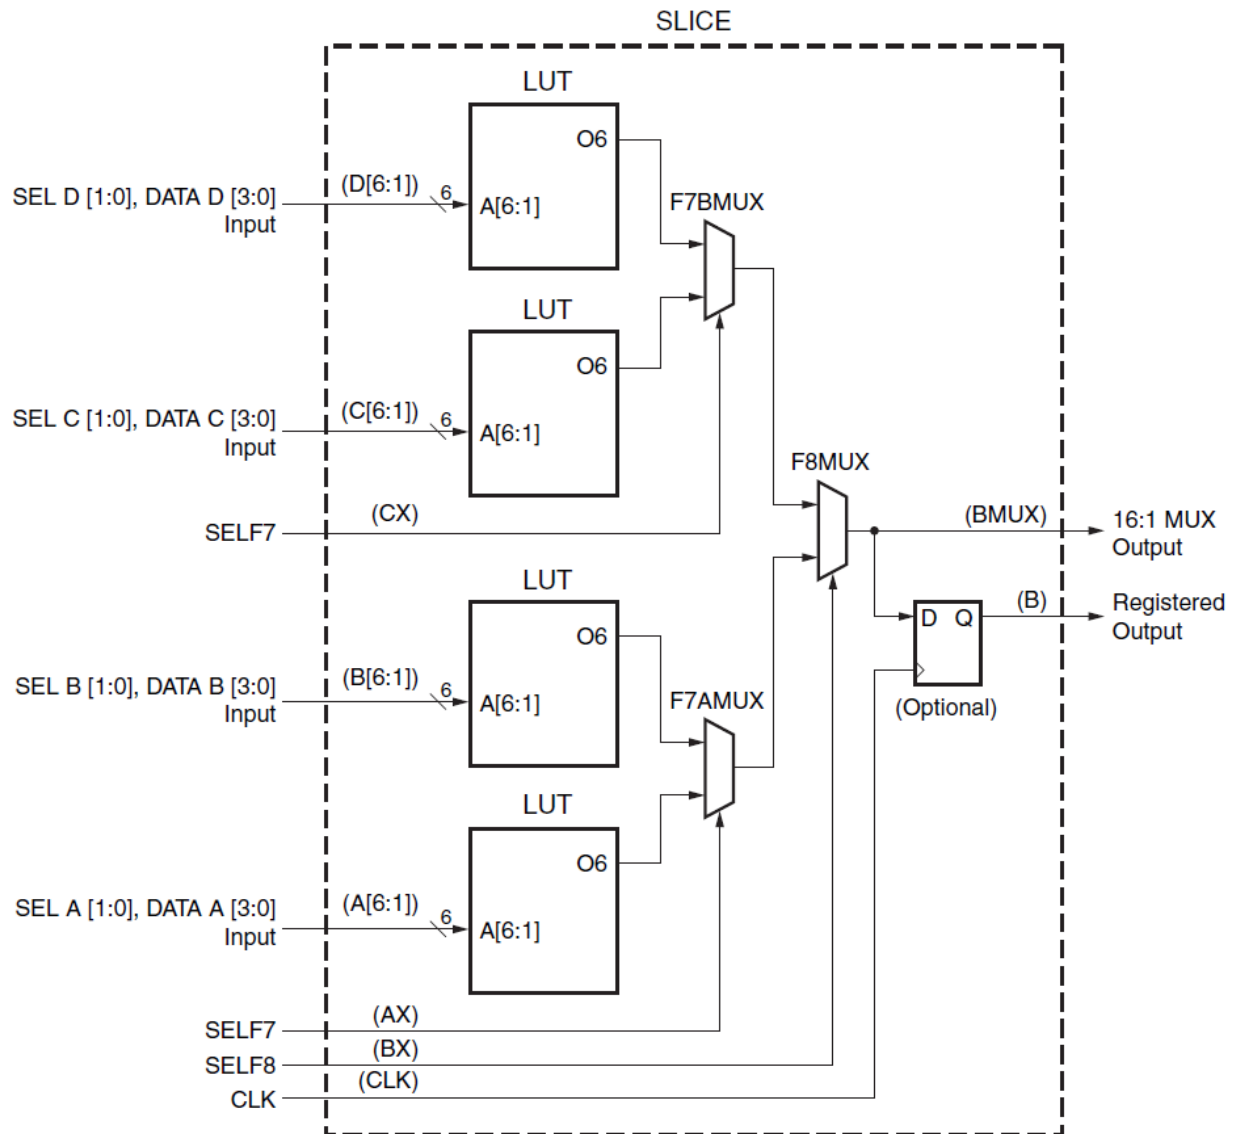 SLICE
LUT
O6
SEL D [1:0], DATA D [3:0]
Input
(D[6:1])
6
A[6:1]
F7BMUX
LUT
O6
SEL C [1:0], DATA C [3:0]
Input
(C[6:1])
6
A[6:1]
F8MUX
SELF7
(CX)
(BMUX)
16:1 MUX
Output
LUT
O6
D Q
(B)
Registered
Output
(Optional)
SEL B [1:0], DATA B [3:0]
Input
(B[6:1])
6
A[6:1]
F7AMUX
LUT
O6
SEL A [1:0], DATA A [3:0]
Input
(A[6:1])
6
A[6:1]
SELF7
(AX)
SELF8
(BX)
CLK
(CLK)